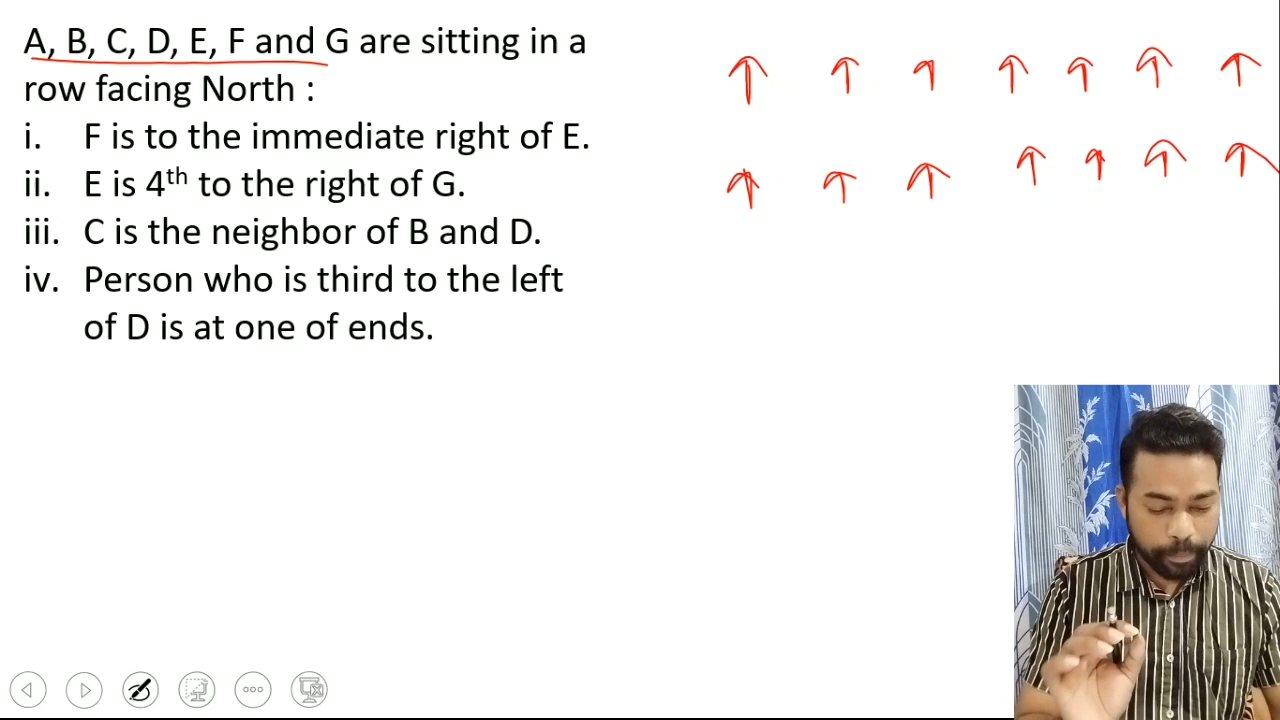 A, B, C, D, E, F and G are sitting in a
row facing North :
i. F is to the immediate right of E.
ii. E is 4th to the right of G.
iii. C is the neighbor of B and D.
iv. Person who is third to the left
of D is at one of ends.